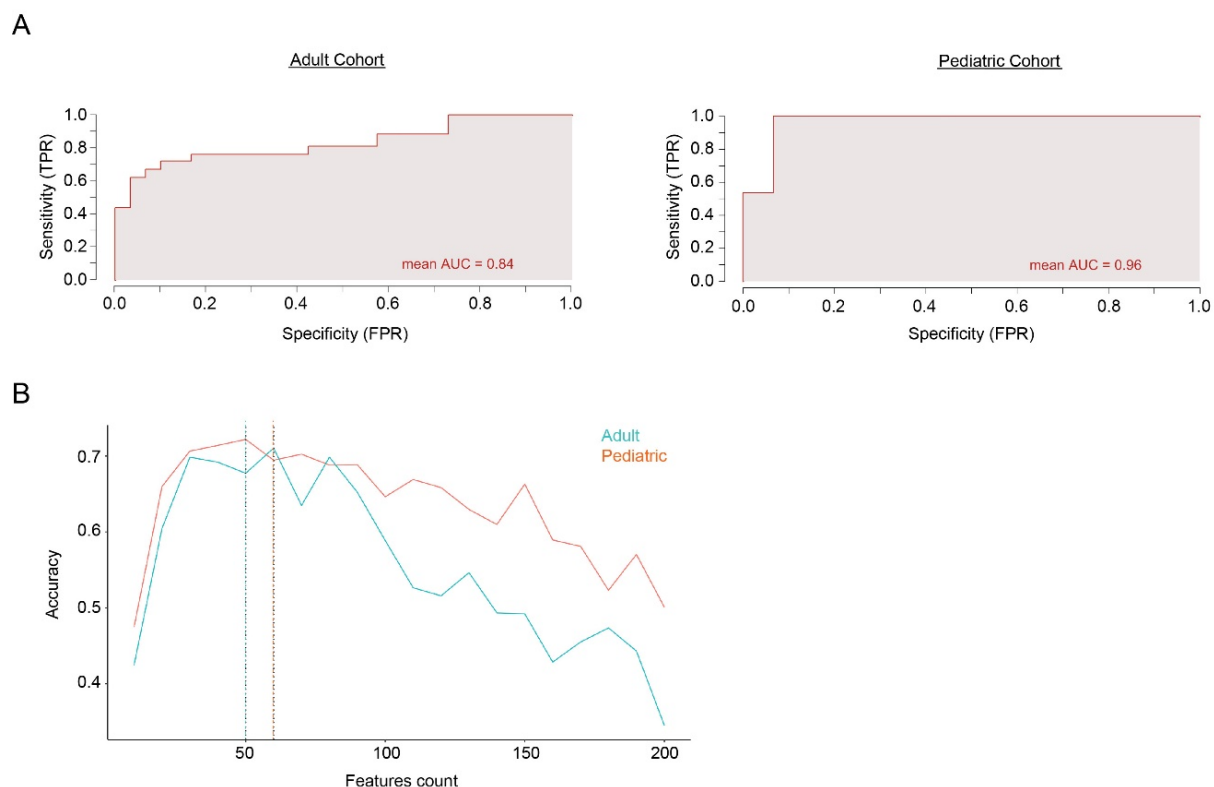 A
Adult Cohort
Pediatric Cohort
Sensitivity (TPR)
1.0
0.8
0.6
0.4
0.2
0.0
mean AUC = 0.84
0.0 0.2 0.4 0.6 0.8 1.0
Specificity (FPR)
Sensitivity (TPR)
1.0
0.8
0.6
0.4
0.2
0.0
mean AUC = 0.96
0.0 0.2 0.4 0.6 0.8 1.0
Specificity (FPR)
B
Adult
Pediatric
Accuracy
0.7
0.6
0.5
0.4
50 100 150 200
Features count